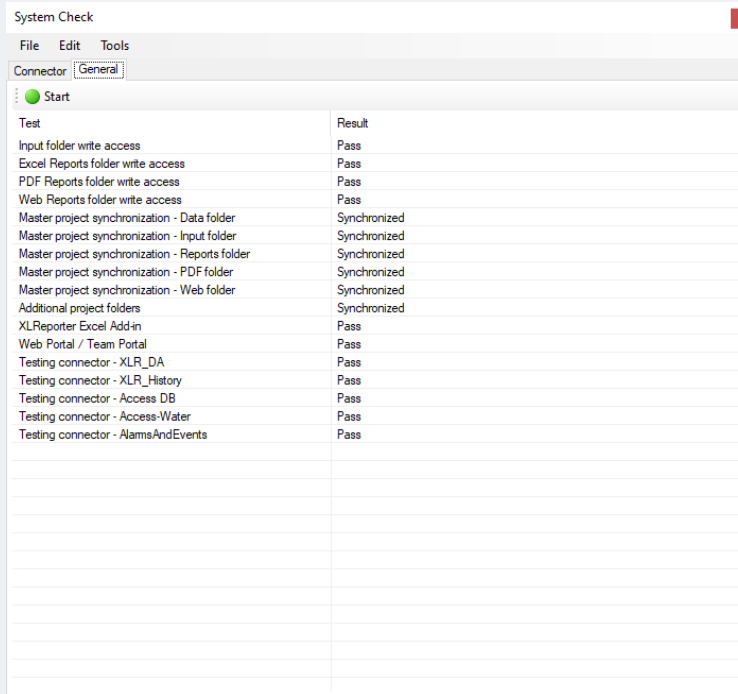 System Check
File Edit Tools
Connector General
Start
Test Result
Input folder write access Pass
Excel Reports folder write access Pass
PDF Reports folder write access Pass
Web Reports folder write access Pass
Master project synchronization - Data folder Synchronized
Master project synchronization - Input folder Synchronized
Master project synchronization - Reports folder Synchronized
Master project synchronization - PDF folder Synchronized
Master project synchronization - Web folder Synchronized
Additional project folders Synchronized
XLReporter Excel Add-in Pass
Web Portal / Team Portal Pass
Testing connector - XLR_DA Pass
Testing connector - XLR_History Pass
Testing connector - Access DB Pass
Testing connector - Access-Water Pass
Testing connector - AlarmsAndEvents Pass